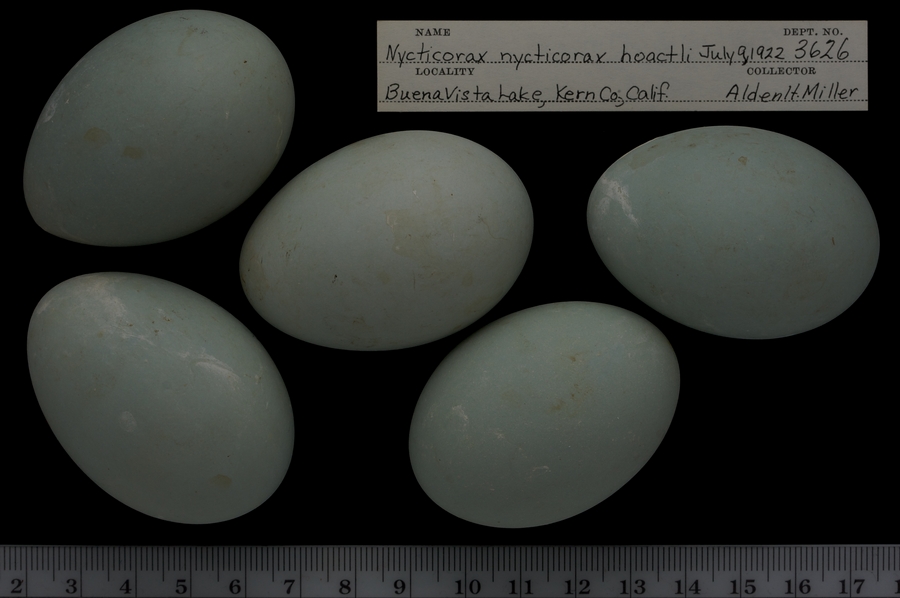 NAME DEPT. NO.
Nycticorax nycticorax hoactli July 9, 1922 3626
LOCALITY COLLECTOR
Buena Vista Lake, Kern Co., Calif. Alden H. Miller
2 3 4 5 6 7 8 9 10 11 12 13 14 15 16 17